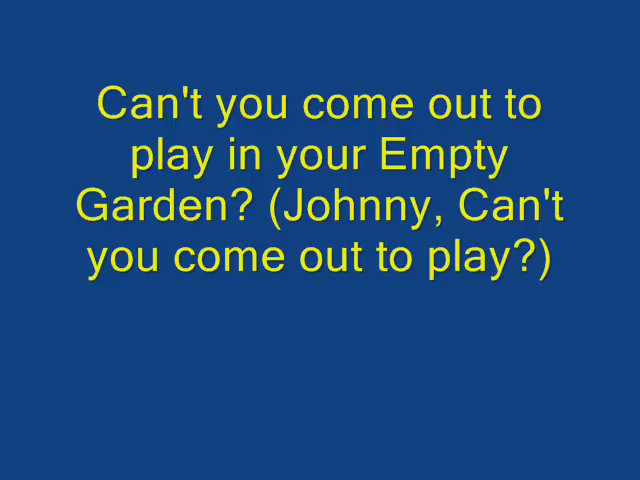 Can't you come out to
play in your Empty
Garden? (Johnny, Can't
you come out to play?)